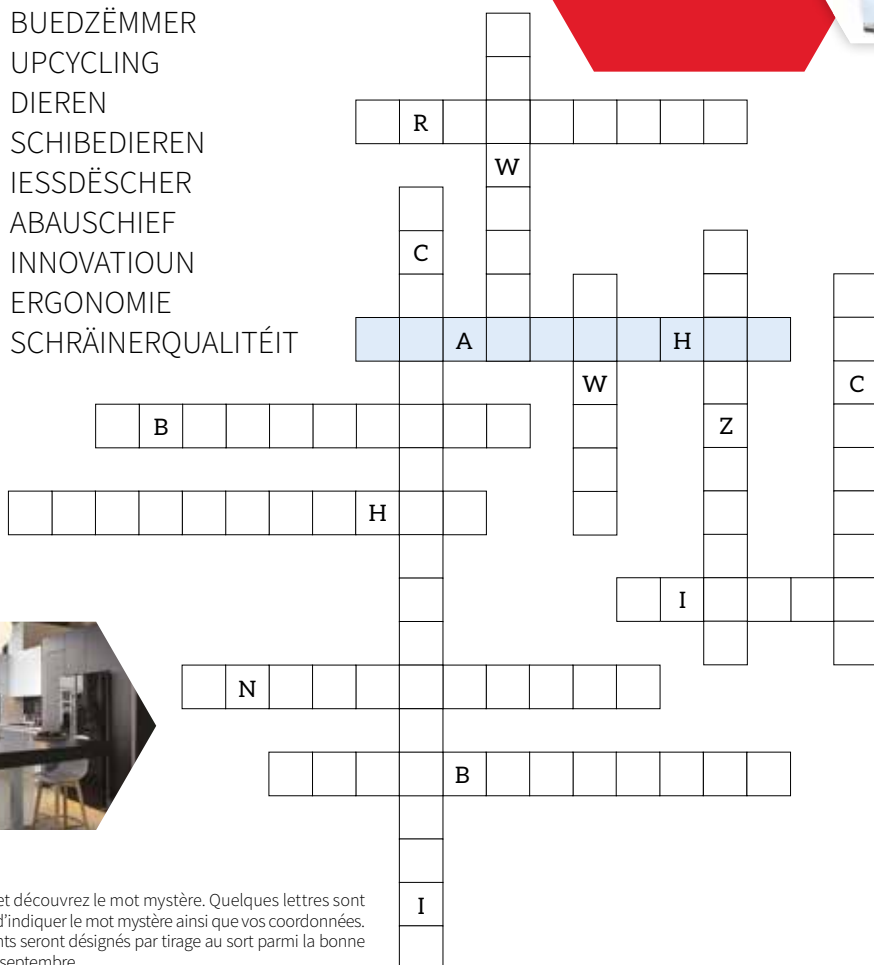 BUEDZËMMER
UPCYCLING
DIEREN
SCHIBEDIEREN
IESSDËSCHER
ABAUSCHIEF
INNOVATIOUN
ERGONOMIE
SCHRÄINERQUALITÉIT
R
W
C
A H
W C
B Z
H
I
N
B
I
et découvrez le mot mystère. Quelques lettres sont
d'indiquer le mot mystère ainsi que vos coordonnées.
nts seront désignés par tirage au sort parmi la bonne
septembre